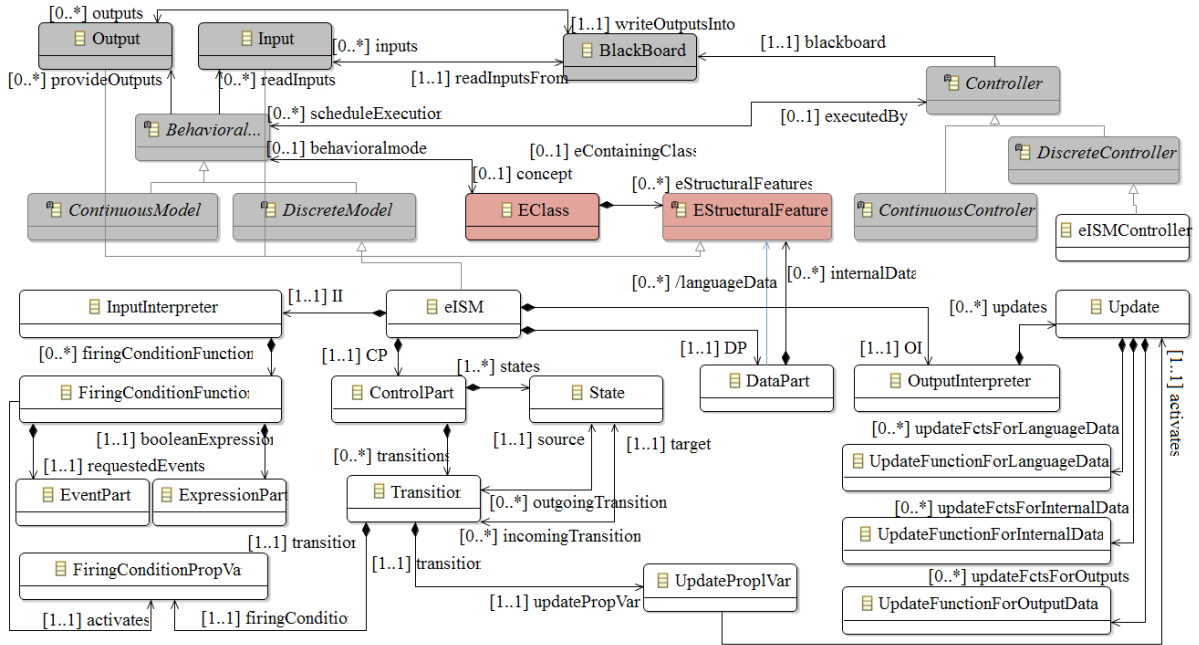 [0..*] outputs
Output
Input
[0..*] inputs
[1..1] writeOutputsInto
BlackBoard
[1..1] blackboard
[0..*] provideOutputs
[0..*] readInputs
[1..1] readInputsFrom
Controller
[0..*] scheduleExecution
[0..1] executedBy
Behavioral...
[0..1] behavioralmode
[0..1] eContainingClass
DiscreteController
[0..1] concept
[0..*] eStructuralFeatures
ContinuousModel
DiscreteModel
EClass
EStructuralFeature
ContinuousControler
eISMController
[0..*] /languageData
[0..*] internalData
InputInterpreter
[1..1] II
eISM
[0..*] updates
Update
[0..*] firingConditionFunction
[1..1] CP
[1..*] states
[1..1] DP
[1..1] OI
FiringConditionFunction
ControlPart
State
DataPart
OutputInterpreter
[1..1] activates
[1..1] booleanExpression
[1..1] source
[1..1] target
[0..*] updateFctsForLanguageData
[1..1] requestedEvents
[0..*] transitions
UpdateFunctionForLanguageData
EventPart
ExpressionPart
Transition
[0..*] outgoingTransition
[0..*] updateFctsForInternalData
[1..1] transition
[0..*] incomingTransition
UpdateFunctionForInternalData
FiringConditionPropVar
[1..1] transition
UpdateProplVar
[0..*] updateFctsForOutputs
[1..1] updatePropVar
UpdateFunctionForOutputData
[1..1] activates
[1..1] firingCondition